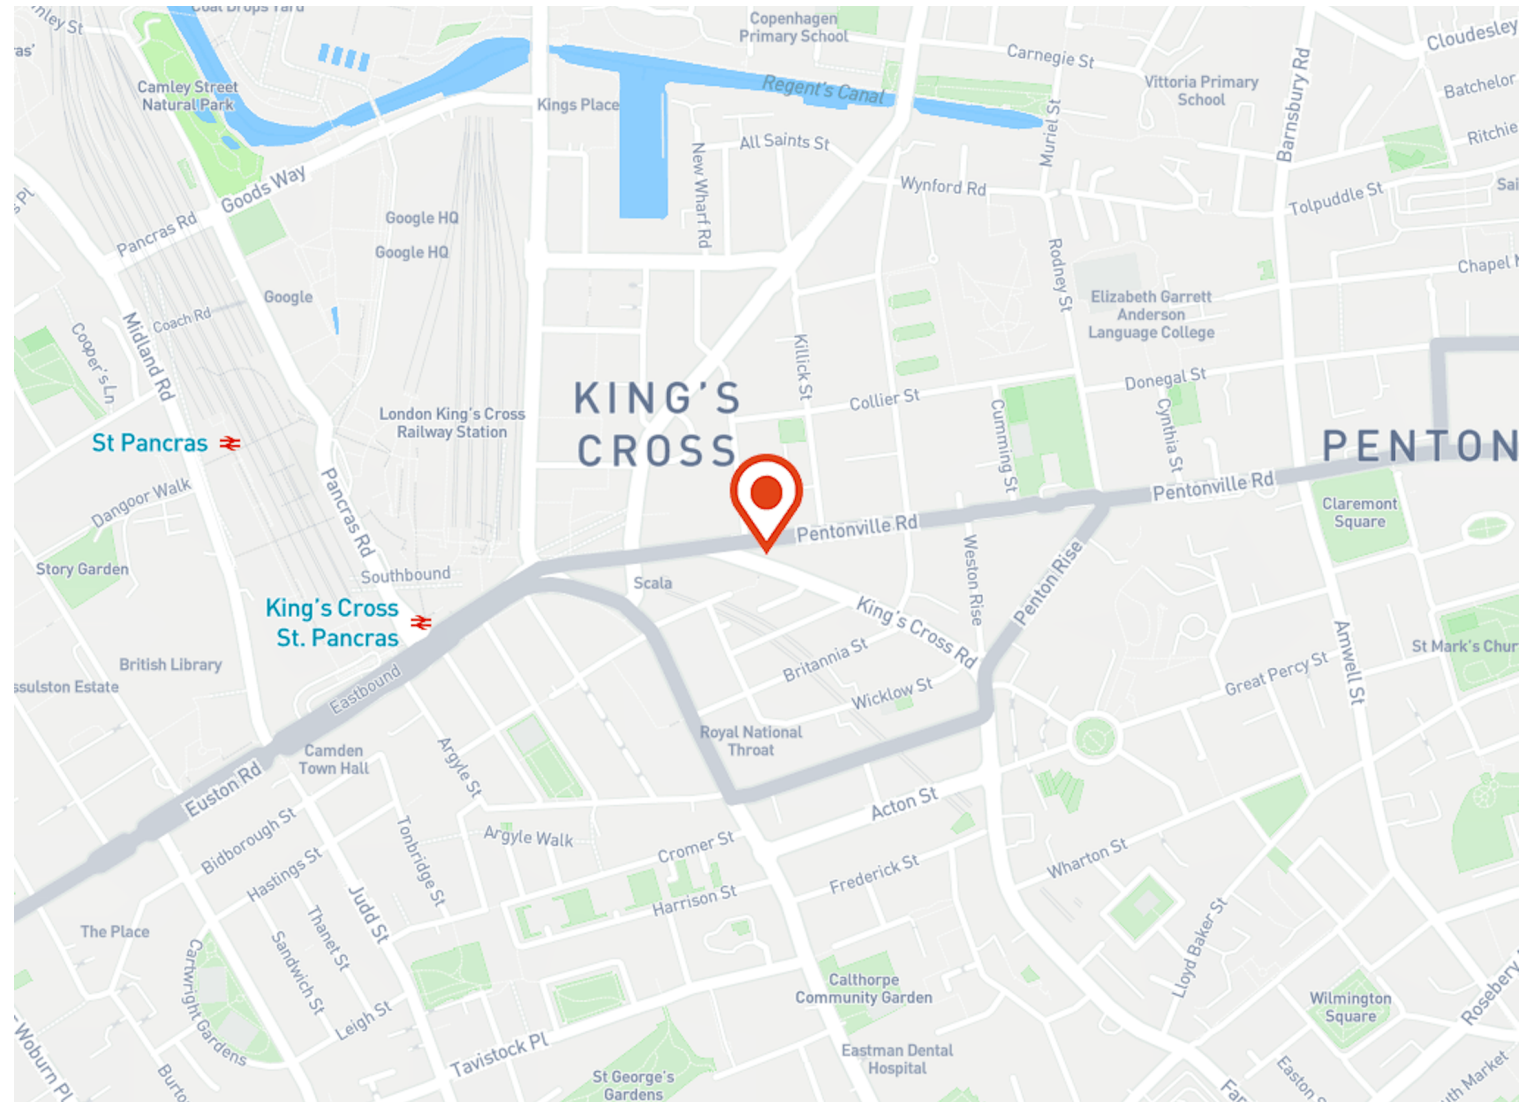 Coal Drops Yard
Copenhagen
Primary School
Carnegie St
Cloudesley
Camley Street
Natural Park
Kings Place
Regent's Canal
Vittoria Primary
School
Barnsbury Rd
Batchelor
Ritchie
Muriel St
All Saints St
New Wharf Rd
Wynford Rd
Tolpuddle St
Goods Way
Pancras Rd
Google HQ
Google HQ
Google
Coach Rd
Midland Rd
Cooper's Ln
Rodney St
Chapel M
Elizabeth Garrett
Anderson
Language College
Killick St
Collier St
Donegal St
Cumming St
Cynthia St
KING'S
CROSS
London King's Cross
Railway Station
St Pancras
PENTON
Dangoor Walk
Pancras Rd
Pentonville Rd
Pentonville Rd
Claremont
Square
Story Garden
Southbound
Scala
Weston Rise
Penton Rise
King's Cross
St. Pancras
King's Cross Rd
Amwell St
St Mark's Chur
British Library
ssulston Estate
Eastbound
Britannia St
Wicklow St
Great Percy St
Royal National
Throat
Camden
Town Hall
Euston Rd
Argyle St
Acton St
Bidborough St
Argyle Walk
Cromer St
Tonbridge St
Hastings St
Frederick St
Wharton St
Harrison St
Judd St
Thanet St
Sandwich St
The Place
Cartwright Gardens
Lloyd Baker St
Calthorpe
Community Garden
Wilmington
Square
Rosebery
Leigh St
Tavistock Pl
Woburn Pl
Burto
St George's
Gardens
Eastman Dental
Hospital
Easton S
uth Market
Far